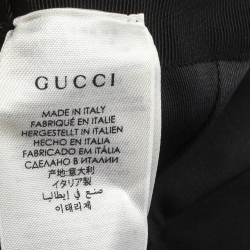 GUCCI
MADE IN ITALY
FABRIQUÉ EN ITALIE
HERGESTELLT IN ITALIEN
HECHO EN ITALIA
FABRICADO EM ITÁLIA
СДЕЛАНО В ИТАЛИИ
产地:意大利
イタリア製
صنع في إيطاليا
이태리제